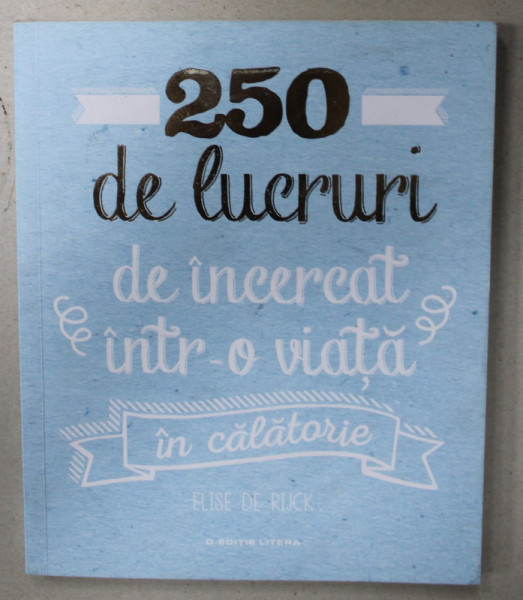 250
de lucruri
de încercat
într-o viață
în călătorie
ELISE DE RIJCK.
O EDIȚIE LITERA